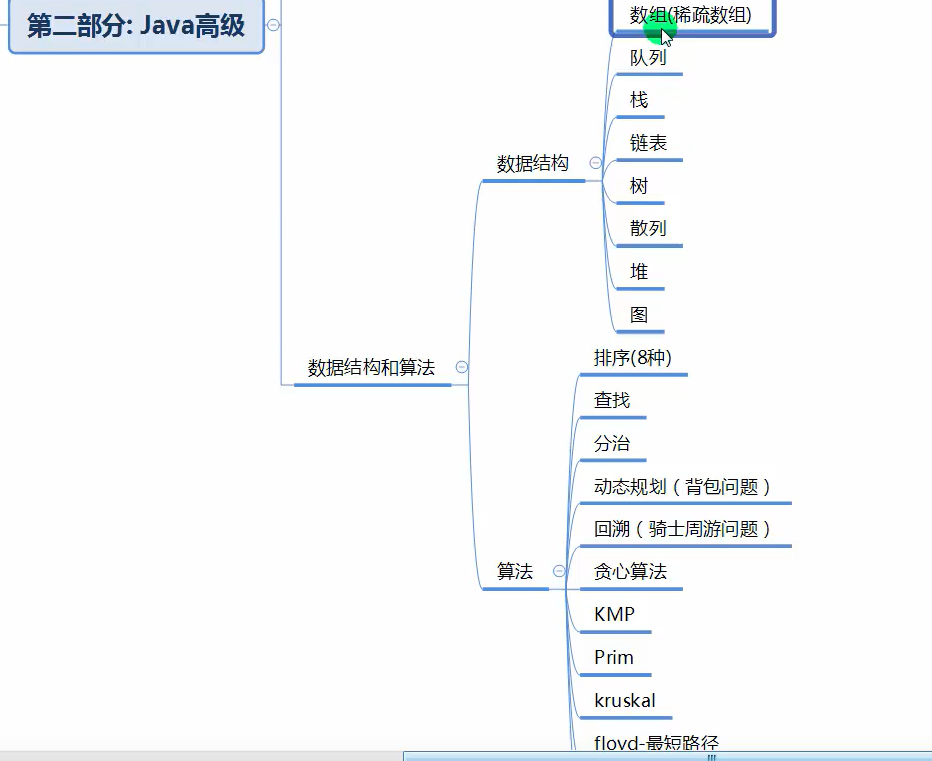 第二部分: Java高级
数组(稀疏数组)
队列
栈
链表
数据结构
树
散列
堆
图
数据结构和算法
排序(8种)
查找
分治
动态规划（背包问题）
回溯（骑士周游问题）
算法
贪心算法
KMP
Prim
kruskal
floyd-最短路径